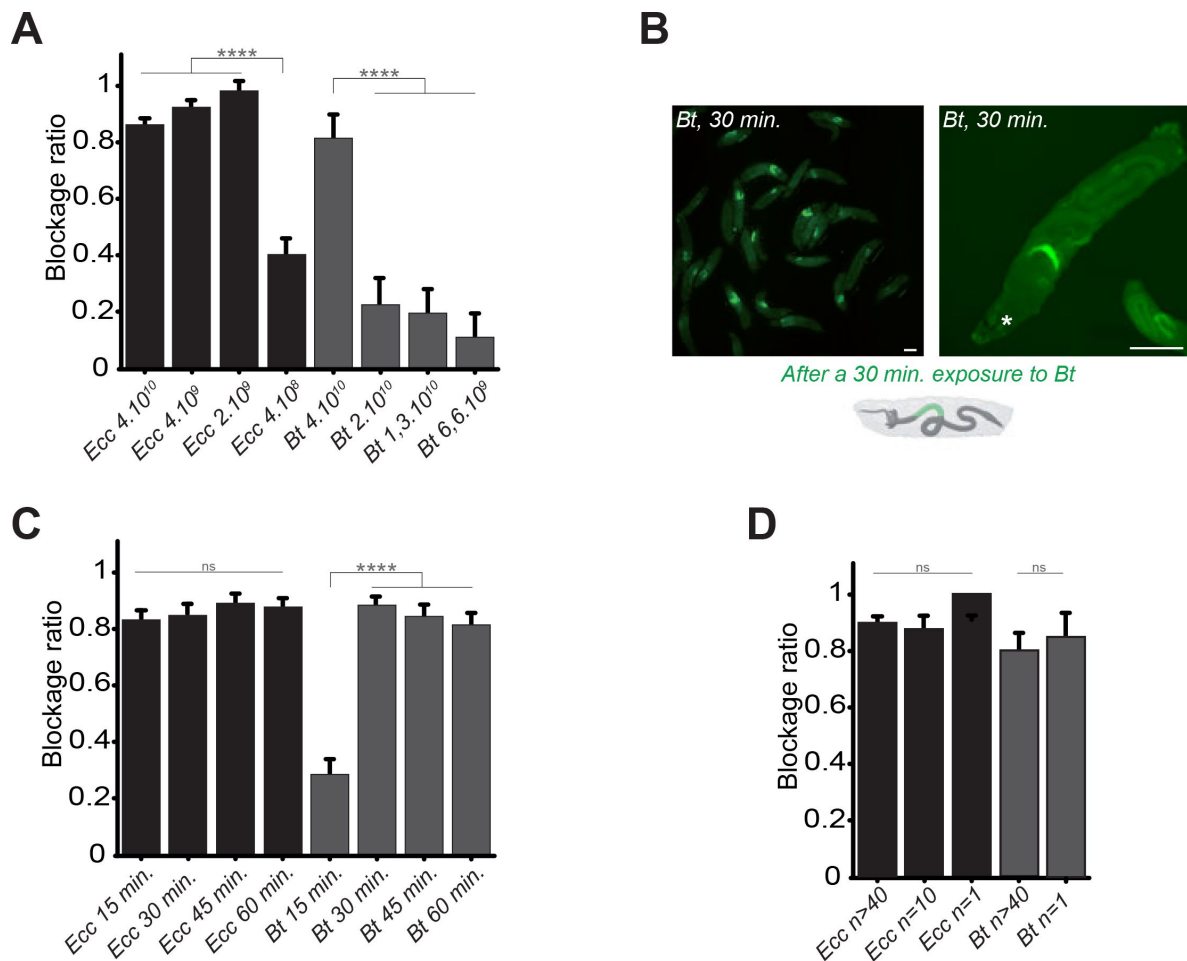 A
****
****
1
0.8
0.6
0.4
0.2
0
Blockage ratio
Ecc 4.10¹⁰
Ecc 4.10⁹
Ecc 2.10⁹
Ecc 4.10⁸
Bt 4.10¹⁰
Bt 2.10¹⁰
Bt 1,3.10¹⁰
Bt 6,6.10⁹
B
Bt, 30 min.
Bt, 30 min.
*
After a 30 min. exposure to Bt
C
ns
****
1
0.8
0.6
0.4
0.2
0
Blockage ratio
Ecc 15 min.
Ecc 30 min.
Ecc 45 min.
Ecc 60 min.
Bt 15 min.
Bt 30 min.
Bt 45 min.
Bt 60 min.
D
ns
ns
1
0.8
0.6
0.4
0.2
0
Blockage ratio
Ecc n>40
Ecc n=10
Ecc n=1
Bt n>40
Bt n=1